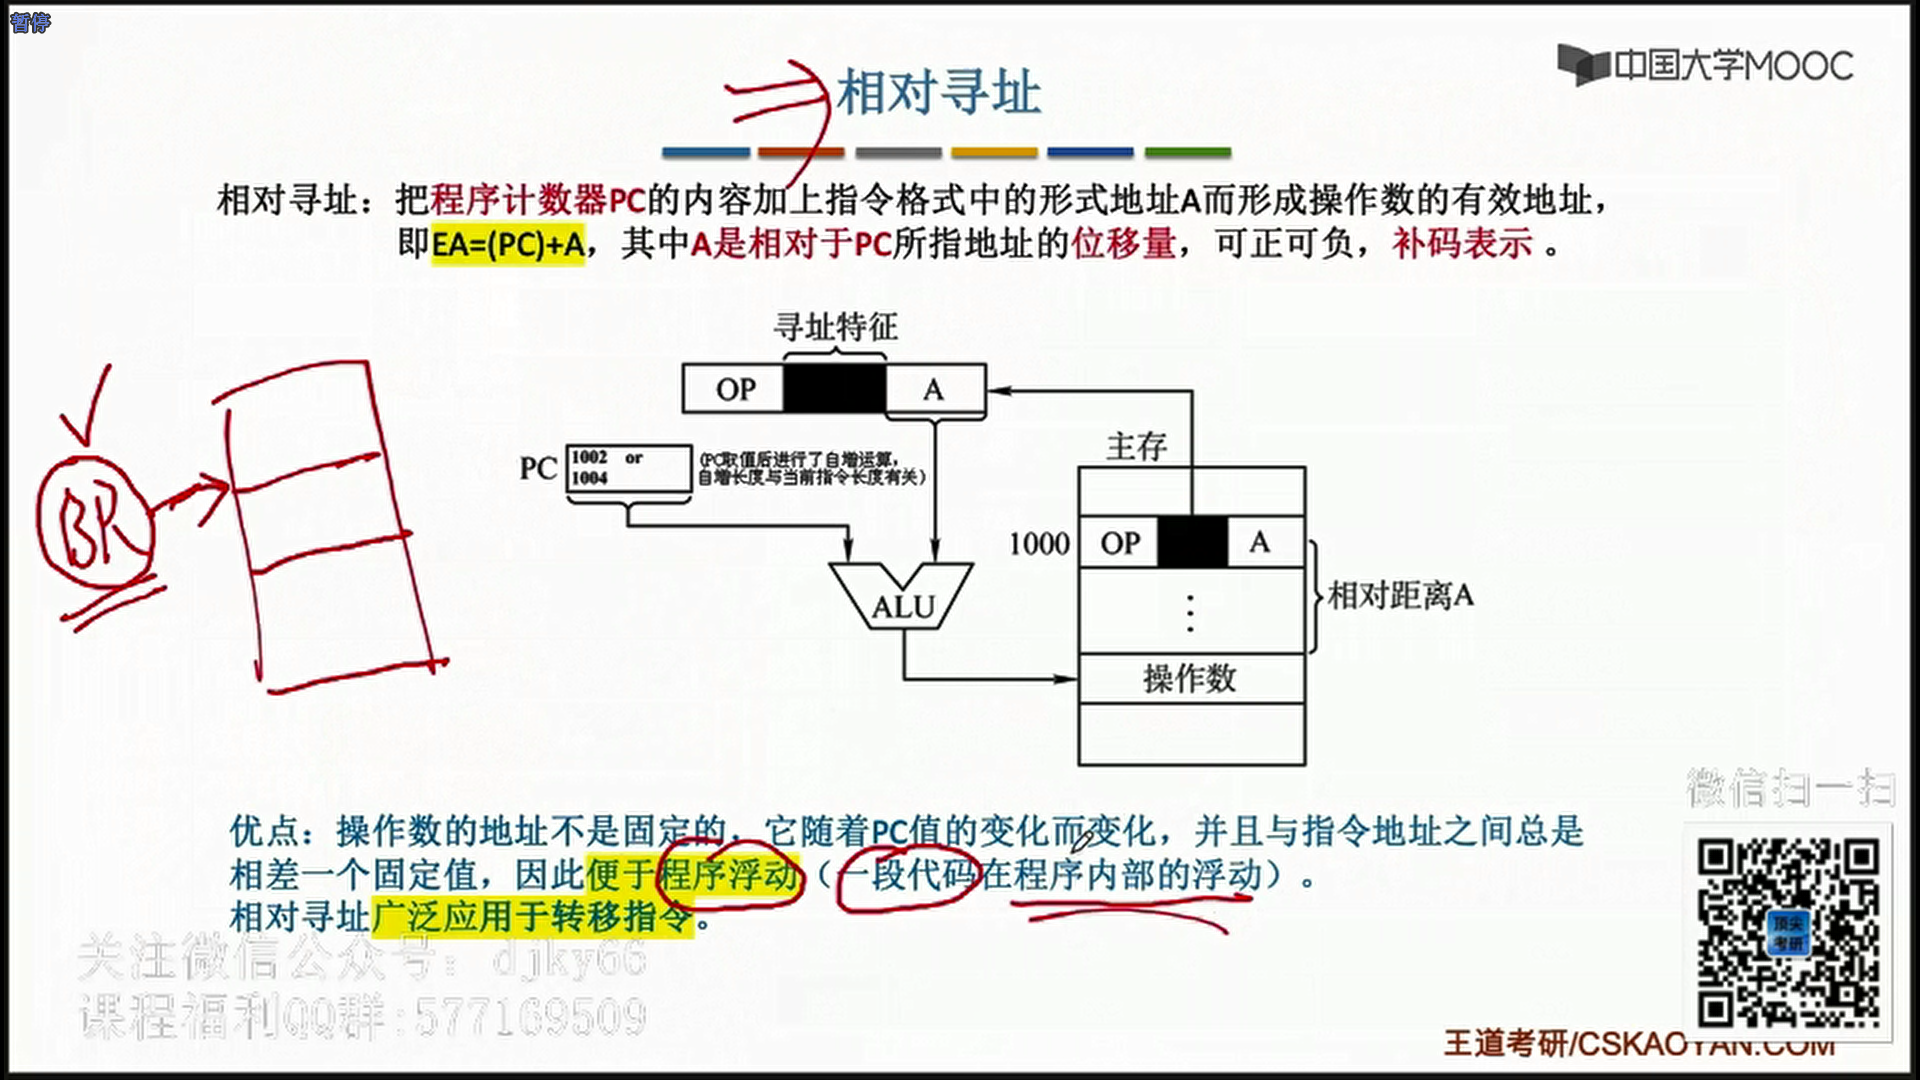 暂停
中国大学MOOC
相对寻址
相对寻址：把程序计数器PC的内容加上指令格式中的形式地址A而形成操作数的有效地址，
即EA=(PC)+A，其中A是相对于PC所指地址的位移量，可正可负，补码表示 。
寻址特征
OP A
主存
PC 1002 or
1004
(PC取值后进行了自增运算，
自增长度与当前指令长度有关)
BR
1000 OP A
ALU
相对距离A
操作数
微信扫一扫
优点：操作数的地址不是固定的，它随着PC值的变化而变化，并且与指令地址之间总是
相差一个固定值，因此便于程序浮动（一段代码在程序内部的浮动）。
相对寻址广泛应用于转移指令。
顶尖
考研
关注微信公众号：djky66
课程福利QQ群:577169509
王道考研/CSKAOYAN.COM